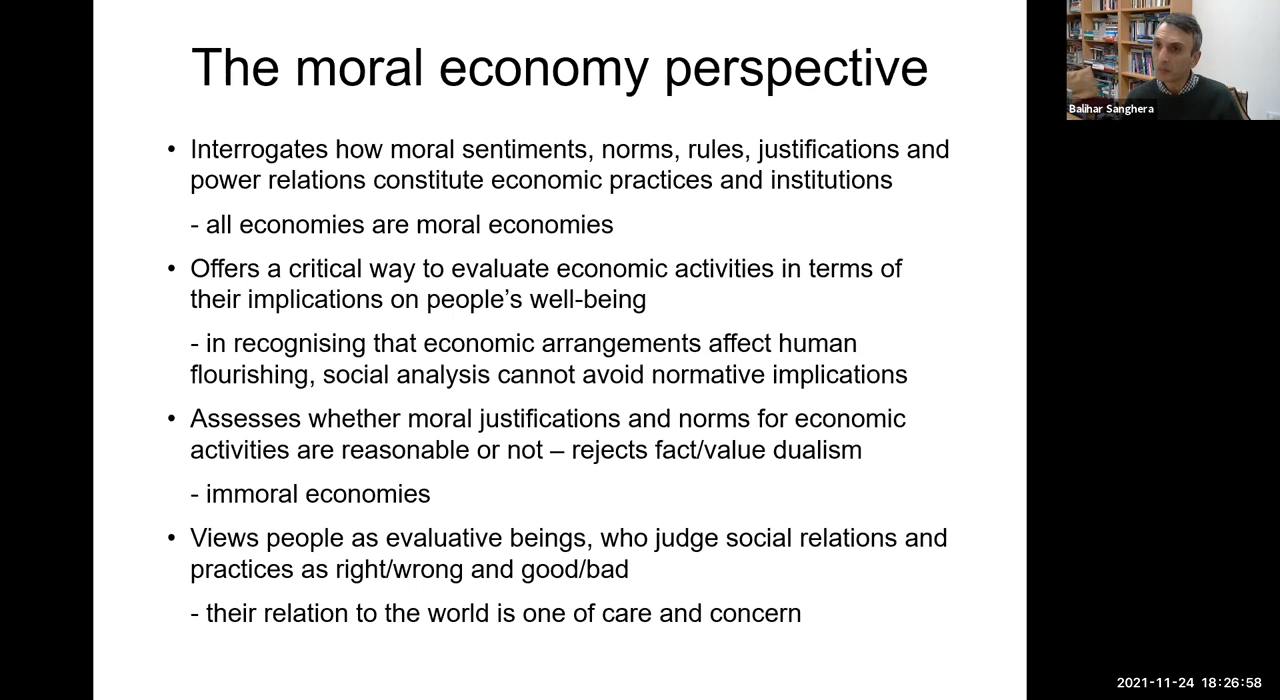 The moral economy perspective
• Interrogates how moral sentiments, norms, rules, justifications and
power relations constitute economic practices and institutions
- all economies are moral economies
• Offers a critical way to evaluate economic activities in terms of
their implications on people’s well-being
- in recognising that economic arrangements affect human
flourishing, social analysis cannot avoid normative implications
• Assesses whether moral justifications and norms for economic
activities are reasonable or not – rejects fact/value dualism
- immoral economies
• Views people as evaluative beings, who judge social relations and
practices as right/wrong and good/bad
- their relation to the world is one of care and concern
Balihar Sanghera
2021-11-24 18:26:58